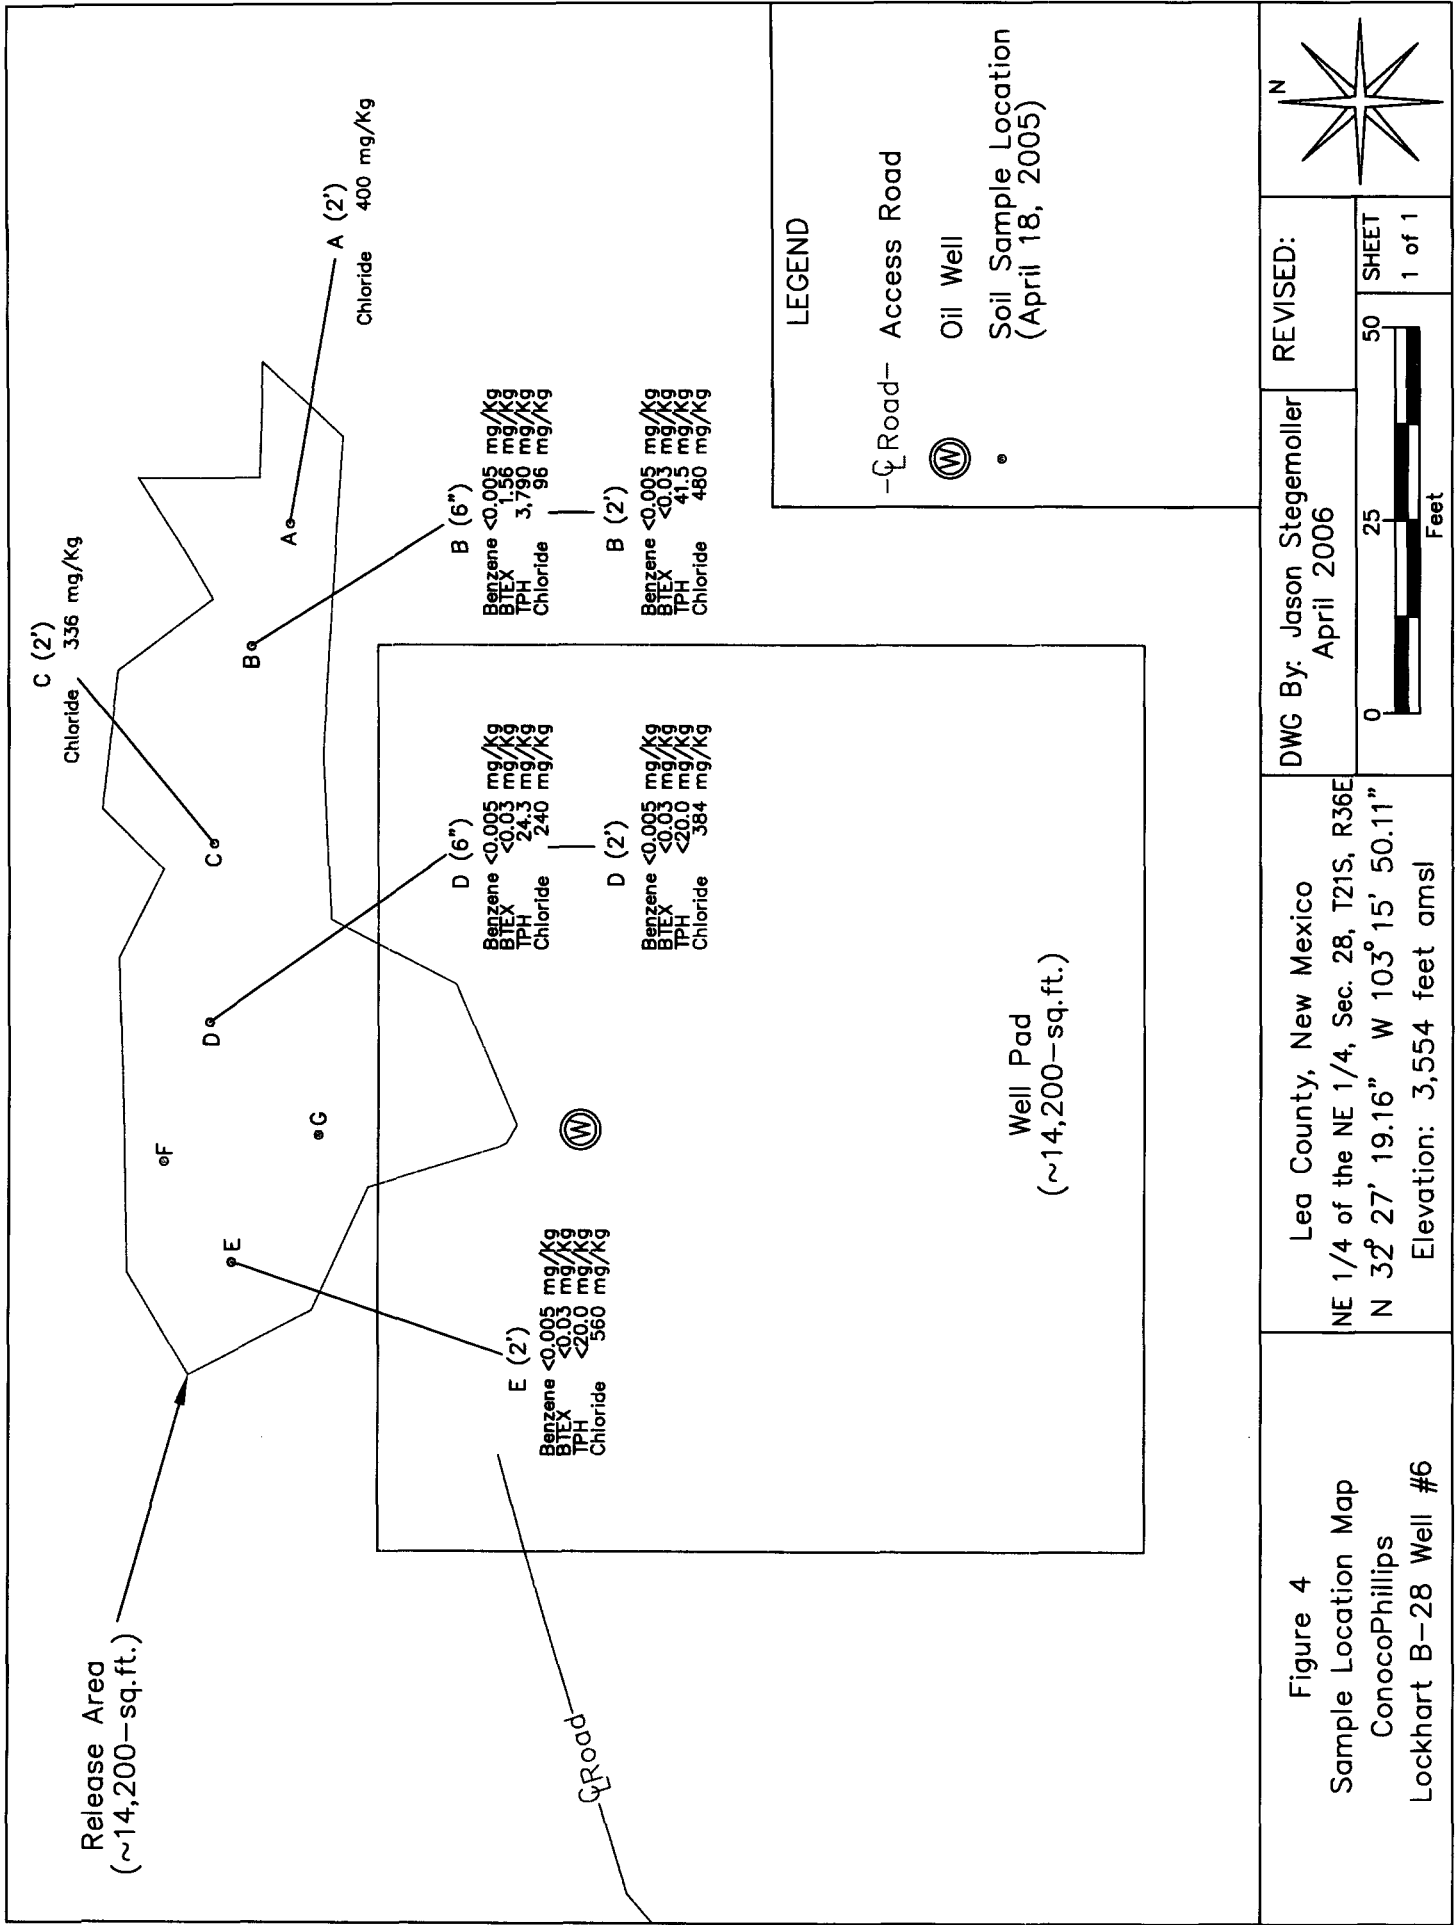 Release Area
(~14,200-sq.ft.)
C (2')
Chloride 336 mg/Kg
A (2')
Chloride 400 mg/Kg
F
E
G
D
C
B
A
E (2')
Benzene <0.005 mg/Kg
BTEX <0.03 mg/Kg
TPH <20.0 mg/Kg
Chloride 560 mg/Kg
D (6")
Benzene <0.005 mg/Kg
BTEX <0.03 mg/Kg
TPH 24.3 mg/Kg
Chloride 240 mg/Kg
D (2')
Benzene <0.005 mg/Kg
BTEX <0.03 mg/Kg
TPH <20.0 mg/Kg
Chloride 384 mg/Kg
B (6")
Benzene <0.005 mg/Kg
BTEX 1.56 mg/Kg
TPH 3,790 mg/Kg
Chloride 96 mg/Kg
B (2')
Benzene <0.005 mg/Kg
BTEX <0.03 mg/Kg
TPH 41.5 mg/Kg
Chloride 480 mg/Kg
W
℄Road
Well Pad
(~14,200-sq.ft.)
LEGEND
-℄Road- Access Road
W Oil Well
Soil Sample Location
(April 18, 2005)
Figure 4
Sample Location Map
ConocoPhillips
Lockhart B-28 Well #6
Lea County, New Mexico
NE 1/4 of the NE 1/4, Sec. 28, T21S, R36E
N 32° 27' 19.16" W 103° 15' 50.11"
Elevation: 3,554 feet amsl
DWG By: Jason Stegemoller
April 2006
REVISED:
0 25 50
Feet
SHEET
1 of 1
N